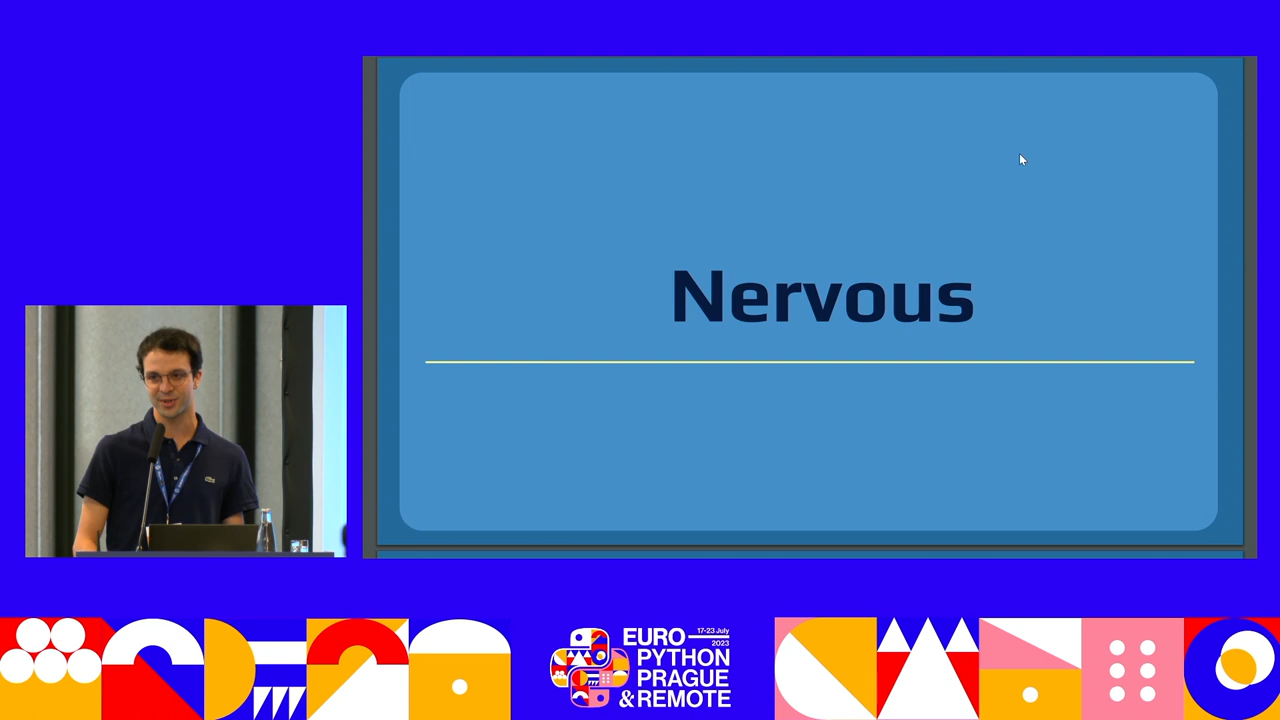 Nervous
17-23 July
2023
EURO
PYTHON
PRAGUE
&REMOTE